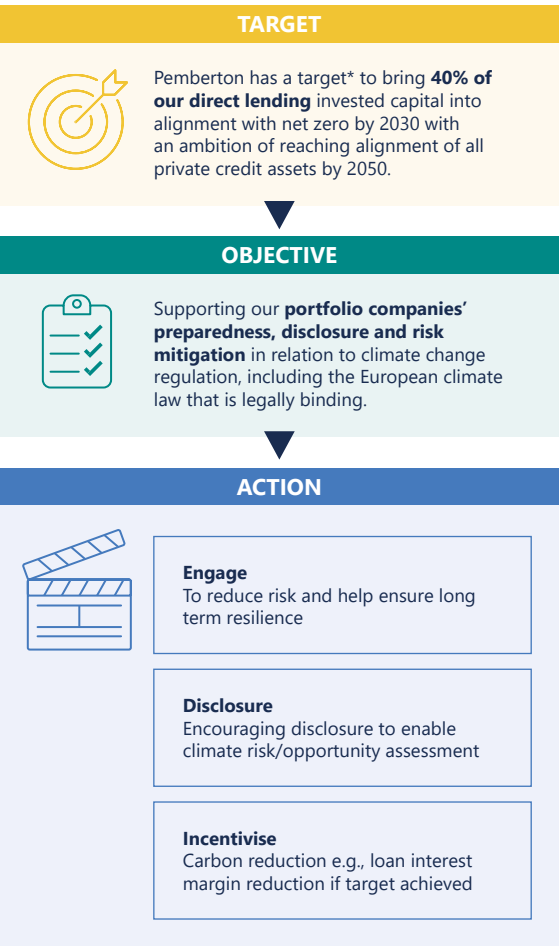 TARGET
Pemberton has a target* to bring 40% of
our direct lending invested capital into
alignment with net zero by 2030 with
an ambition of reaching alignment of all
private credit assets by 2050.
OBJECTIVE
Supporting our portfolio companies’
preparedness, disclosure and risk
mitigation in relation to climate change
regulation, including the European climate
law that is legally binding.
ACTION
Engage
To reduce risk and help ensure long
term resilience
Disclosure
Encouraging disclosure to enable
climate risk/opportunity assessment
Incentivise
Carbon reduction e.g., loan interest
margin reduction if target achieved